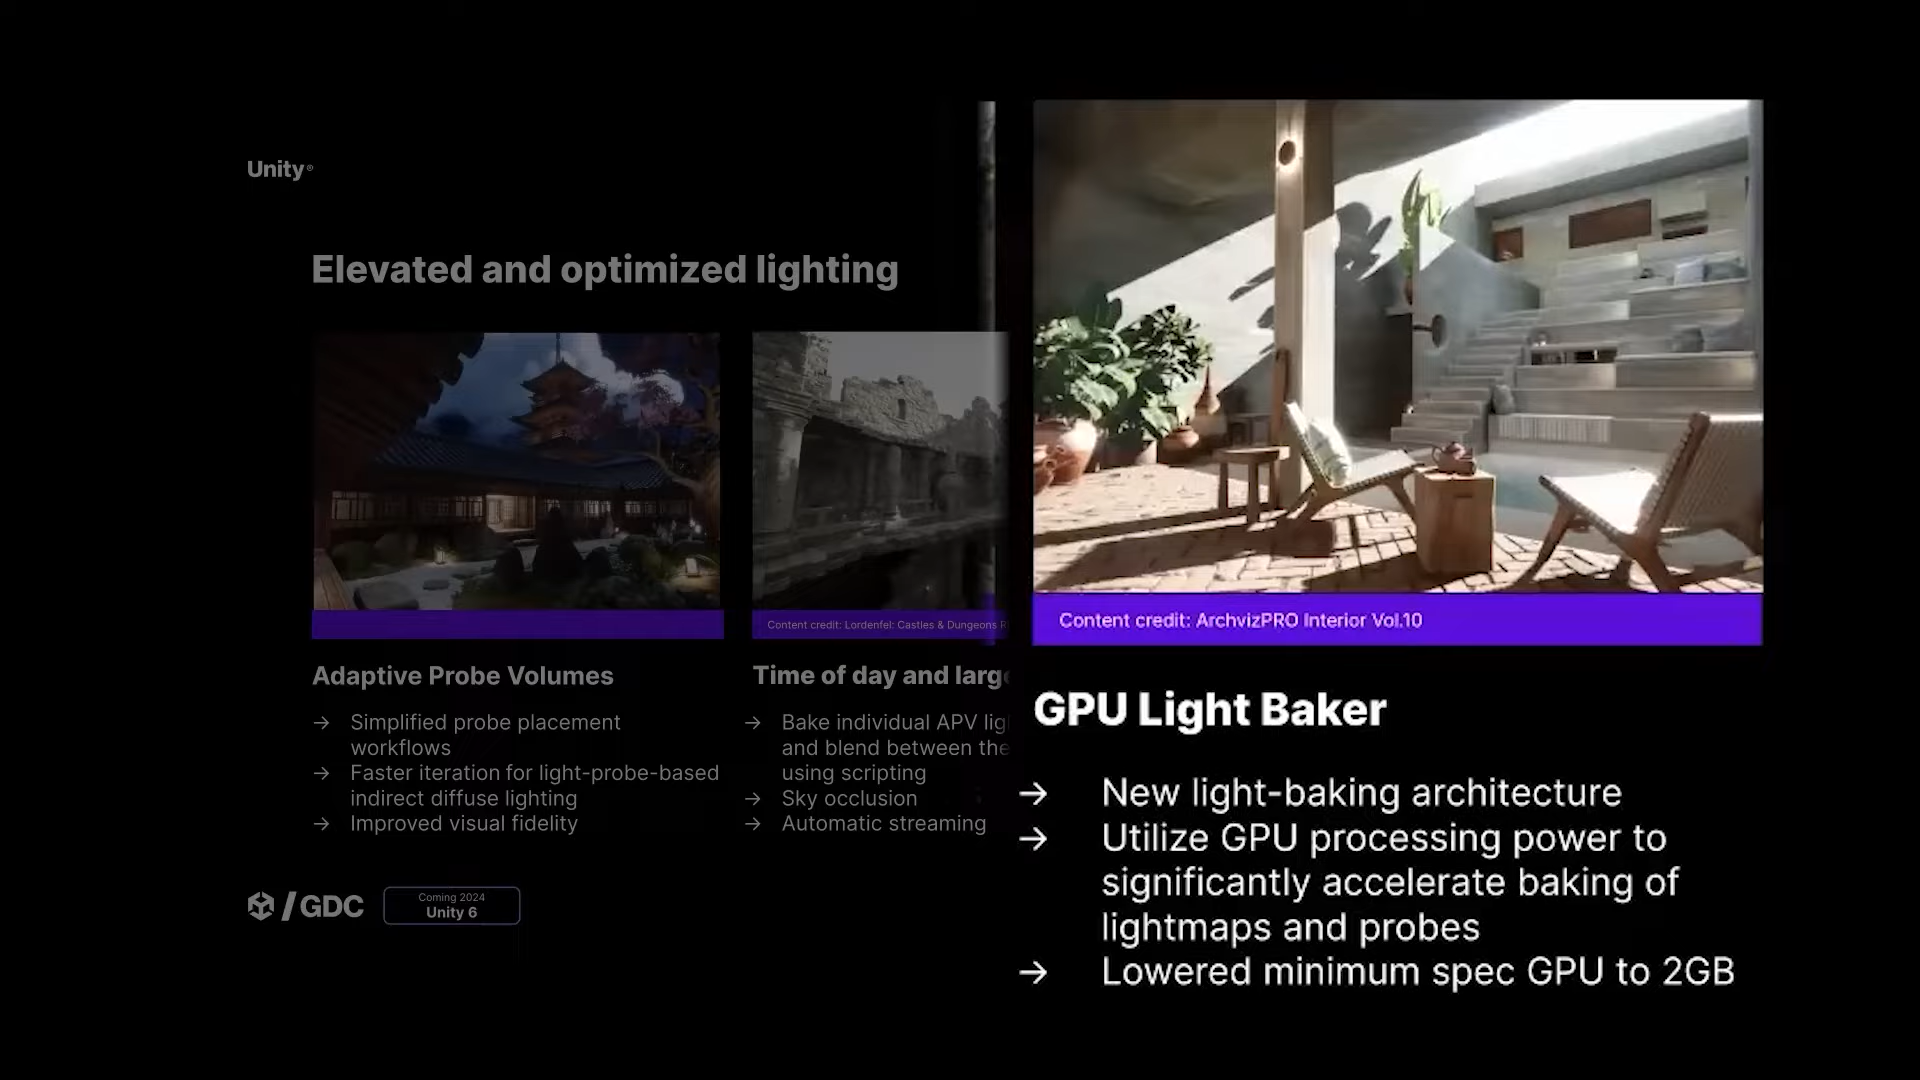 Unity®
Elevated and optimized lighting
Content credit: Lordenfel: Castles & Dungeons
Adaptive Probe Volumes
→ Simplified probe placement
workflows
→ Faster iteration for light-probe-based
indirect diffuse lighting
→ Improved visual fidelity
Time of day and
→ Bake individual APV
and blend between
using scripting
→ Sky occlusion
→ Automatic streaming
Content credit: ArchvizPRO Interior Vol.10
GPU Light Baker
→ New light-baking architecture
→ Utilize GPU processing power to
significantly accelerate baking of
lightmaps and probes
→ Lowered minimum spec GPU to 2GB
/GDC
Coming 2024
Unity 6